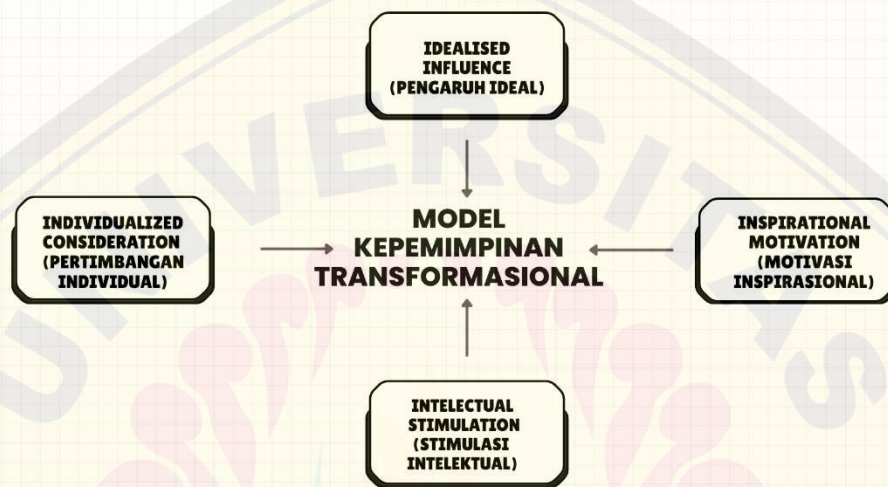 IDEALISED
INFLUENCE
(PENGARUH IDEAL)
INDIVIDUALIZED
CONSIDERATION
(PERTIMBANGAN
INDIVIDUAL)
MODEL
KEPEMIMPINAN
TRANSFORMASIONAL
INSPIRATIONAL
MOTIVATION
(MOTIVASI
INSPIRASIONAL)
INTELECTUAL
STIMULATION
(STIMULASI
INTELEKTUAL)
UNIVERSITAS